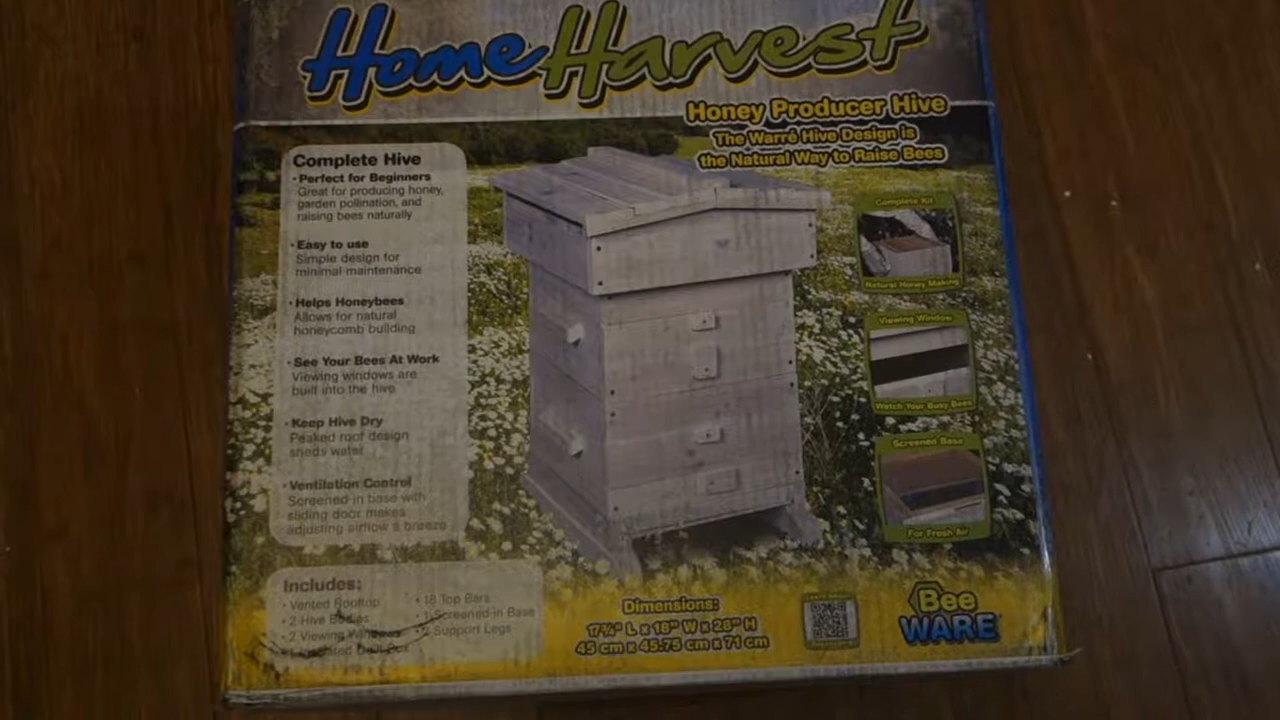 HomeHarvest
Honey Producer Hive
The Warré Hive Design is
the Natural Way to Raise Bees
Complete Hive
• Perfect for Beginners
Great for producing honey,
garden pollination, and
raising bees naturally
• Easy to use
Simple design for
minimal maintenance
• Helps Honeybees
Allows for natural
honeycomb building
• See Your Bees At Work
Viewing windows are
built into the hive
• Keep Hive Dry
Peaked roof design
sheds water
• Ventilation Control
Screened-in base with
sliding door makes
adjusting airflow a breeze
Complete Kit
Natural Honey Making
Viewing Window
Watch Your Busy Bees
Screened Base
For Fresh Air
Includes:
• Vented Rooftop
• 2 Hive Bodies
• 2 Viewing Windows
• 18 Top Bars
• 1 Screened-in Base
Support Legs
Dimensions:
17¾" L x 18" W x 28" H
45 cm x 45.75 cm x 71 cm
Bee
WARE